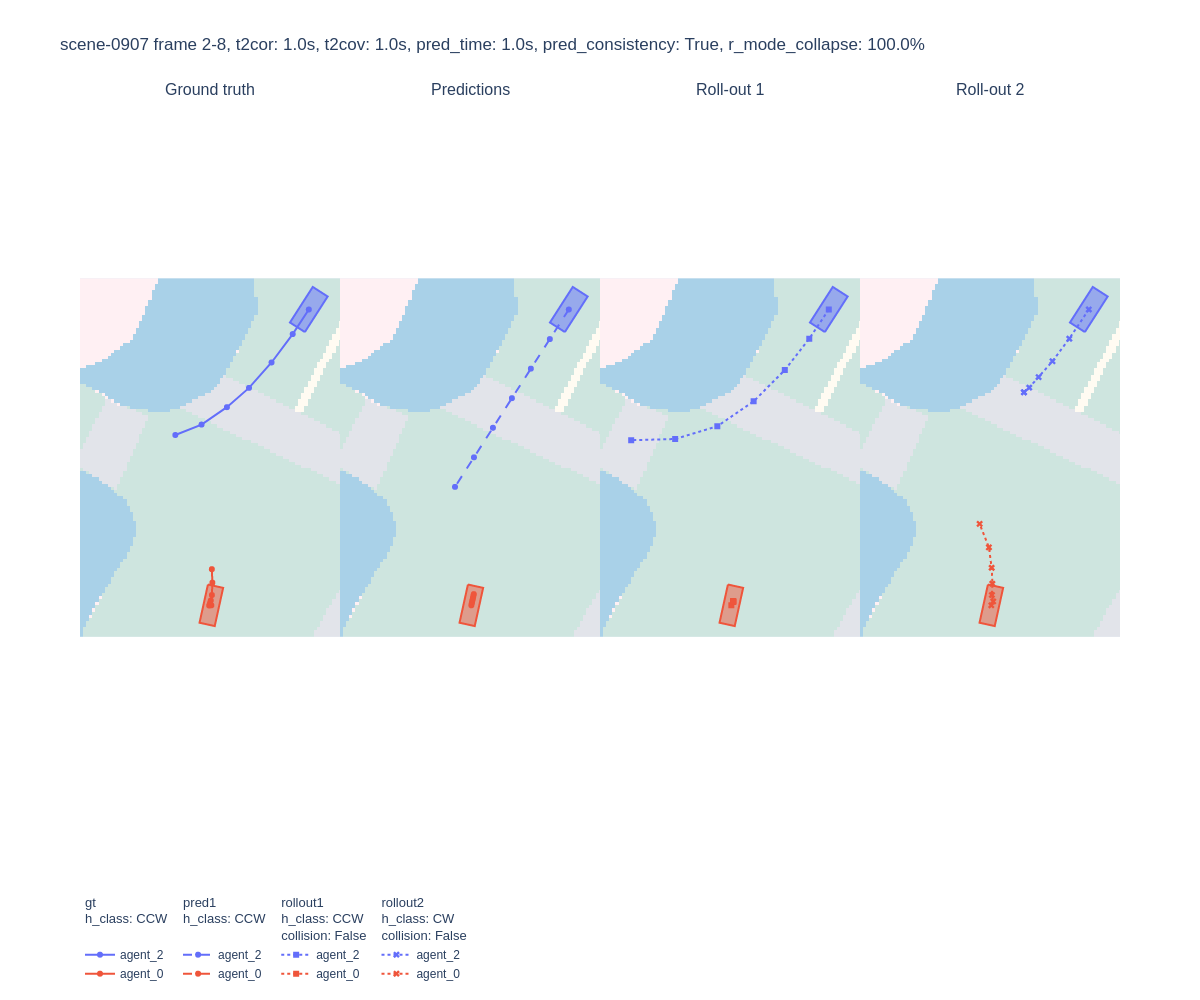 scene-0907 frame 2-8, t2cor: 1.0s, t2cov: 1.0s, pred_time: 1.0s, pred_consistency: True, r_mode_collapse: 100.0%
Ground truth
Predictions
Roll-out 1
Roll-out 2
gt
h_class: CCW
agent_2
agent_0
pred1
h_class: CCW
agent_2
agent_0
rollout1
h_class: CCW
collision: False
agent_2
agent_0
rollout2
h_class: CW
collision: False
agent_2
agent_0